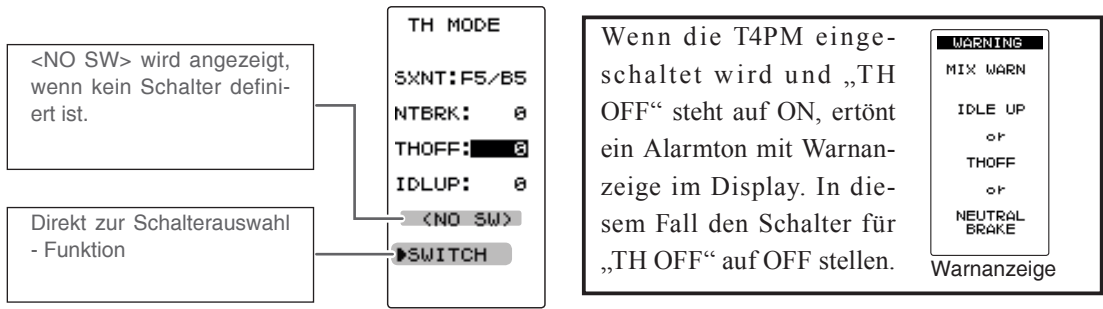 <NO SW> wird angezeigt,
wenn kein Schalter defini-
ert ist.
Direkt zur Schalterauswahl
- Funktion
TH MODE
SXNT:F5/B5
NTBRK: 0
THOFF: 0
IDLUP: 0
<NO SW>
▶SWITCH
Wenn die T4PM einge-
schaltet wird und „TH
OFF“ steht auf ON, ertönt
ein Alarmton mit Warnan-
zeige im Display. In die-
sem Fall den Schalter für
„TH OFF“ auf OFF stellen.
WARNING
MIX WARN
IDLE UP
or
THOFF
or
NEUTRAL
BRAKE
Warnanzeige